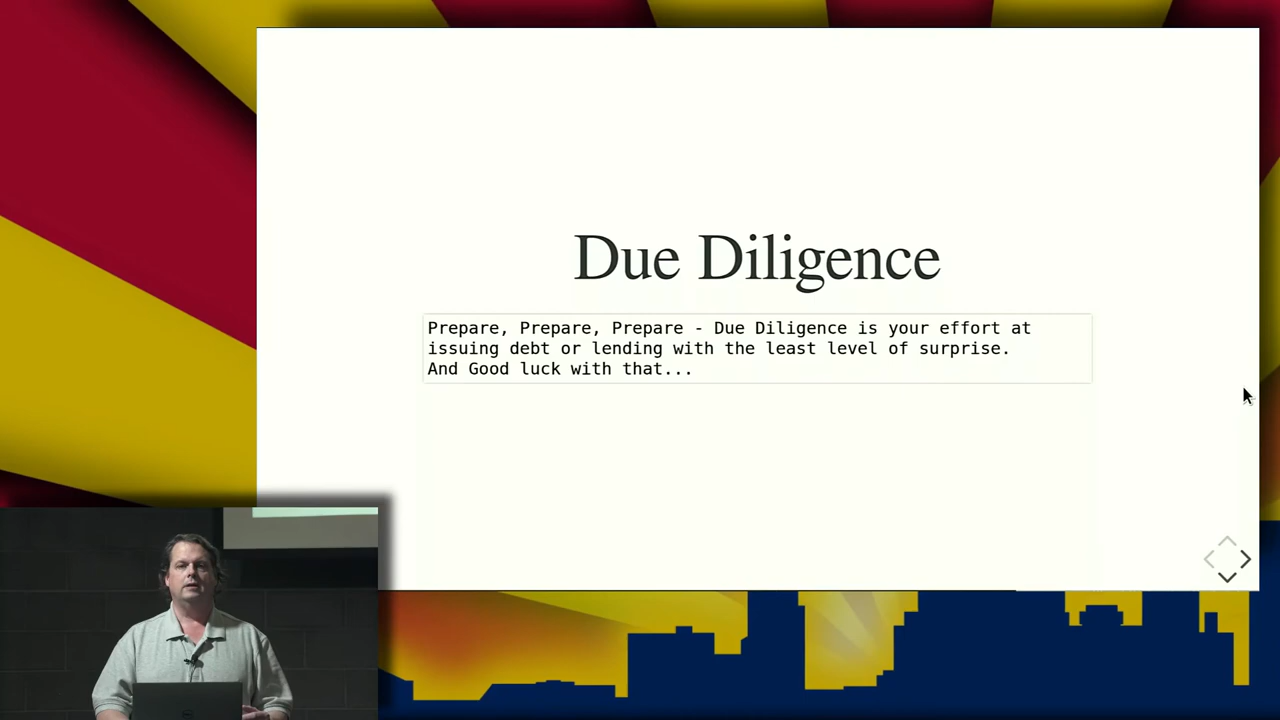 Due Diligence
Prepare, Prepare, Prepare - Due Diligence is your effort at
issuing debt or lending with the least level of surprise.
And Good luck with that...